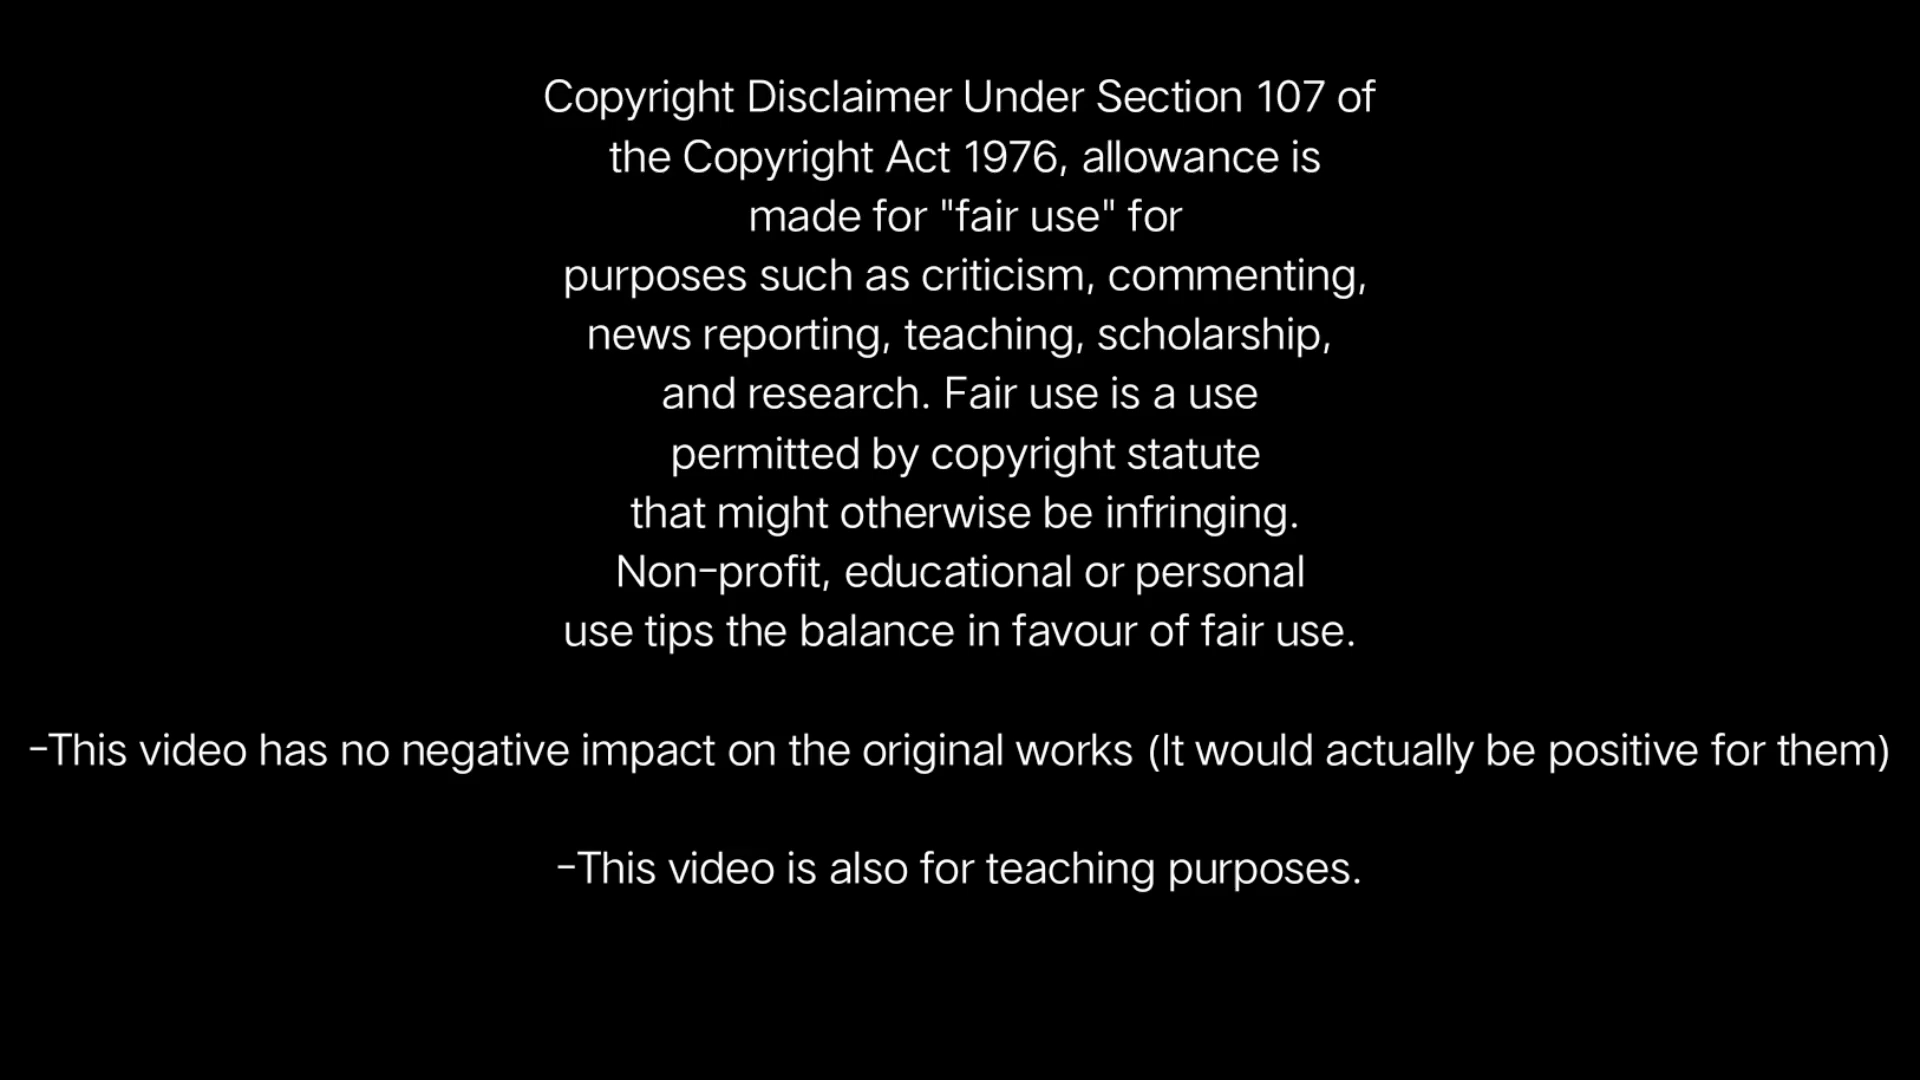 Copyright Disclaimer Under Section 107 of
the Copyright Act 1976, allowance is
made for "fair use" for
purposes such as criticism, commenting,
news reporting, teaching, scholarship,
and research. Fair use is a use
permitted by copyright statute
that might otherwise be infringing.
Non-profit, educational or personal
use tips the balance in favour of fair use.
-This video has no negative impact on the original works (It would actually be positive for them)
-This video is also for teaching purposes.